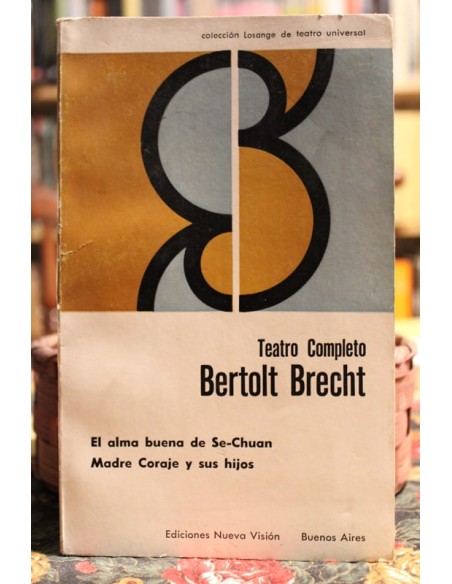 colección Losange de teatro universal
Teatro Completo
Bertolt Brecht
El alma buena de Se-Chuan
Madre Coraje y sus hijos
Ediciones Nueva Visión Buenos Aires